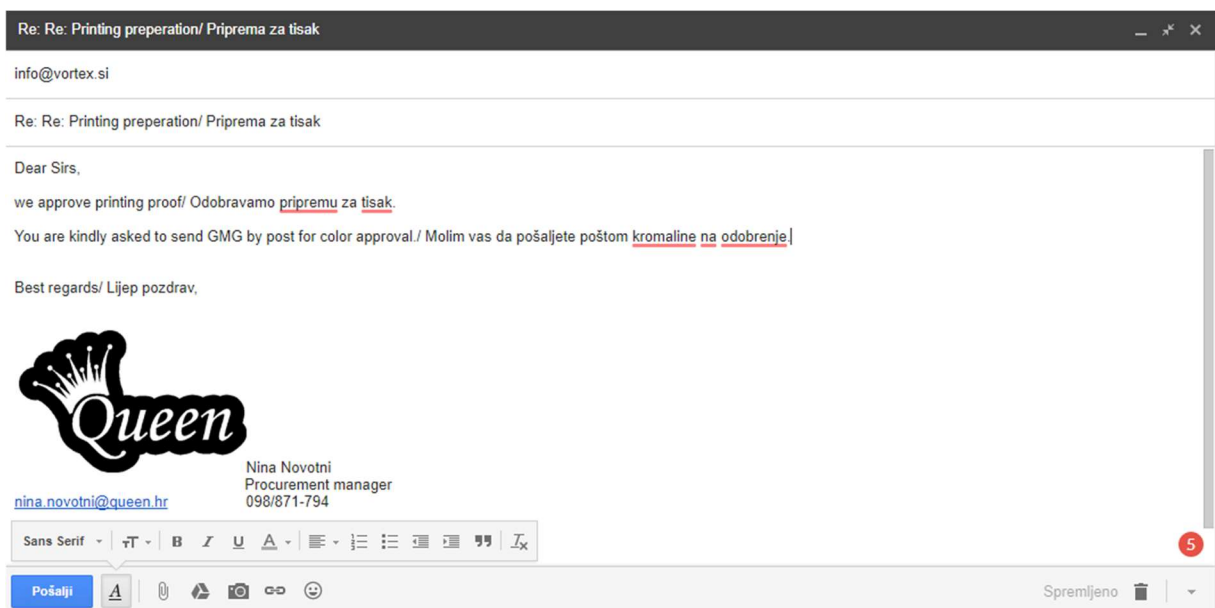 Re: Re: Printing preperation/ Priprema za tisak
info@vortex.si
Re: Re: Printing preperation/ Priprema za tisak
Dear Sirs,
we approve printing proof/ Odobravamo pripremu za tisak.
You are kindly asked to send GMG by post for color approval./ Molim vas da pošaljete poštom kromaline na odobrenje.
Best regards/ Lijep pozdrav,
Queen
Nina Novotni
Procurement manager
nina.novotni@queen.hr 098/871-794
Sans Serif TT B I U A Tx
5
Pošalji A Spremljeno